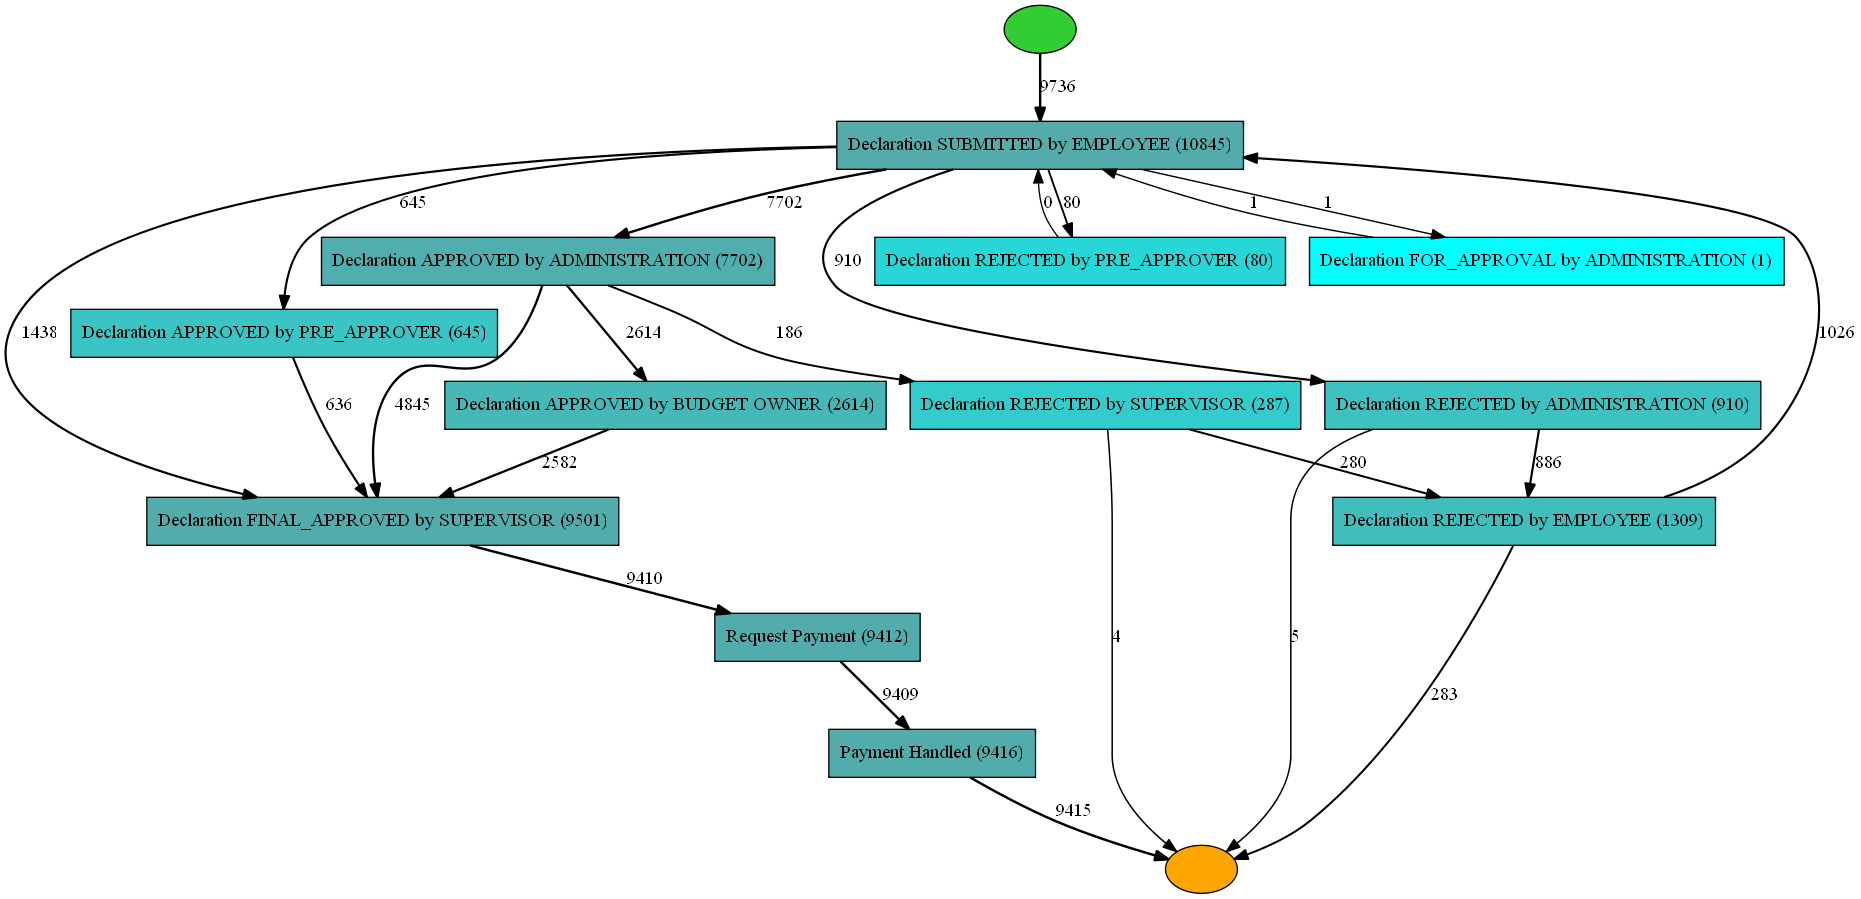 9736
Declaration SUBMITTED by EMPLOYEE (10845)
645
7702
0
80
1
1
Declaration APPROVED by ADMINISTRATION (7702)
910
Declaration REJECTED by PRE_APPROVER (80)
Declaration FOR_APPROVAL by ADMINISTRATION (1)
1438
Declaration APPROVED by PRE_APPROVER (645)
2614
186
1026
636
4845
Declaration APPROVED by BUDGET OWNER (2614)
Declaration REJECTED by SUPERVISOR (287)
Declaration REJECTED by ADMINISTRATION (910)
2582
280
886
Declaration FINAL_APPROVED by SUPERVISOR (9501)
Declaration REJECTED by EMPLOYEE (1309)
9410
Request Payment (9412)
4
5
9409
283
Payment Handled (9416)
9415